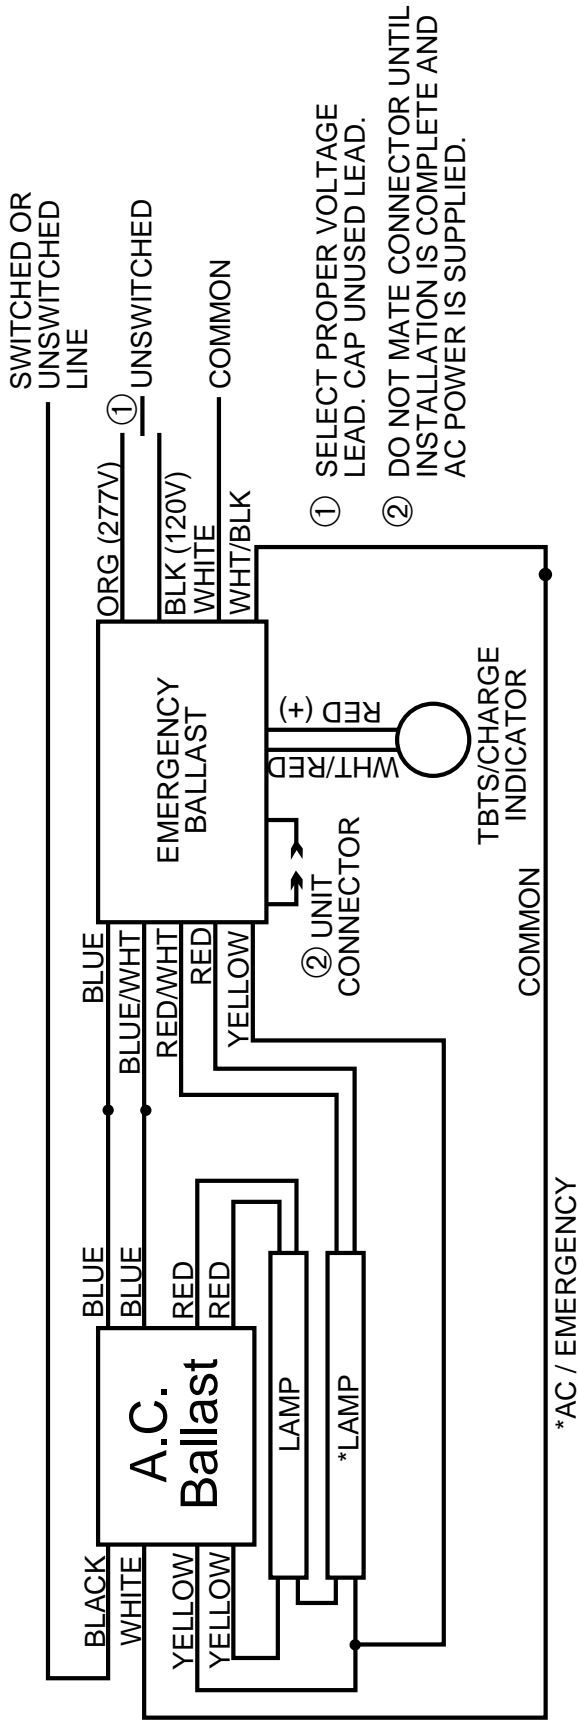 BLACK
WHITE
YELLOW
YELLOW
A.C.
Ballast
BLUE
BLUE
RED
RED
LAMP
*LAMP
BLUE
BLUE/WHT
RED/WHT
RED
YELLOW
EMERGENCY
BALLAST
② UNIT
CONNECTOR
WHT/RED
RED (+)
TBTS/CHARGE
INDICATOR
ORG (277V)
BLK (120V)
WHITE
WHT/BLK
SWITCHED OR
UNSWITCHED
LINE
①
UNSWITCHED
COMMON
① SELECT PROPER VOLTAGE
LEAD. CAP UNUSED LEAD.
② DO NOT MATE CONNECTOR UNTIL
INSTALLATION IS COMPLETE AND
AC POWER IS SUPPLIED.
COMMON
*AC / EMERGENCY